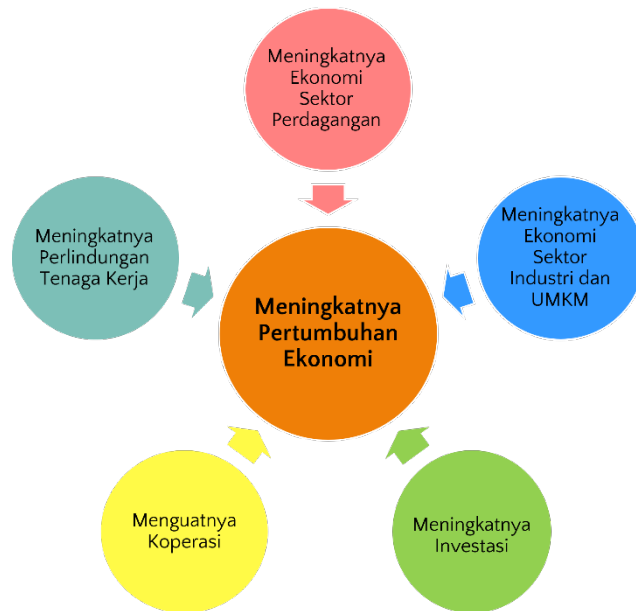 Meningkatnya
Ekonomi
Sektor
Perdagangan
Meningkatnya
Perlindungan
Tenaga Kerja
Meningkatnya
Ekonomi
Sektor
Industri dan
UMKM
Meningkatnya
Pertumbuhan
Ekonomi
Menguatnya
Koperasi
Meningkatnya
Investasi